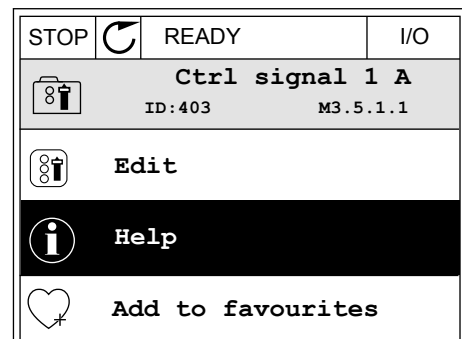 STOP READY I/O
Ctrl signal 1 A
ID:403 M3.5.1.1
Edit
Help
Add to favourites